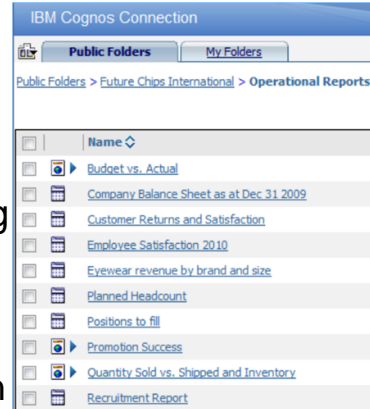 IBM Cognos Connection
Public Folders My Folders
Public Folders > Future Chips International > Operational Reports
Name
Budget vs. Actual
Company Balance Sheet as at Dec 31 2009
g
Customer Returns and Satisfaction
Employee Satisfaction 2010
Eyewear revenue by brand and size
Planned Headcount
Positions to fill
Promotion Success
Quantity Sold vs. Shipped and Inventory
n
Recruitment Report